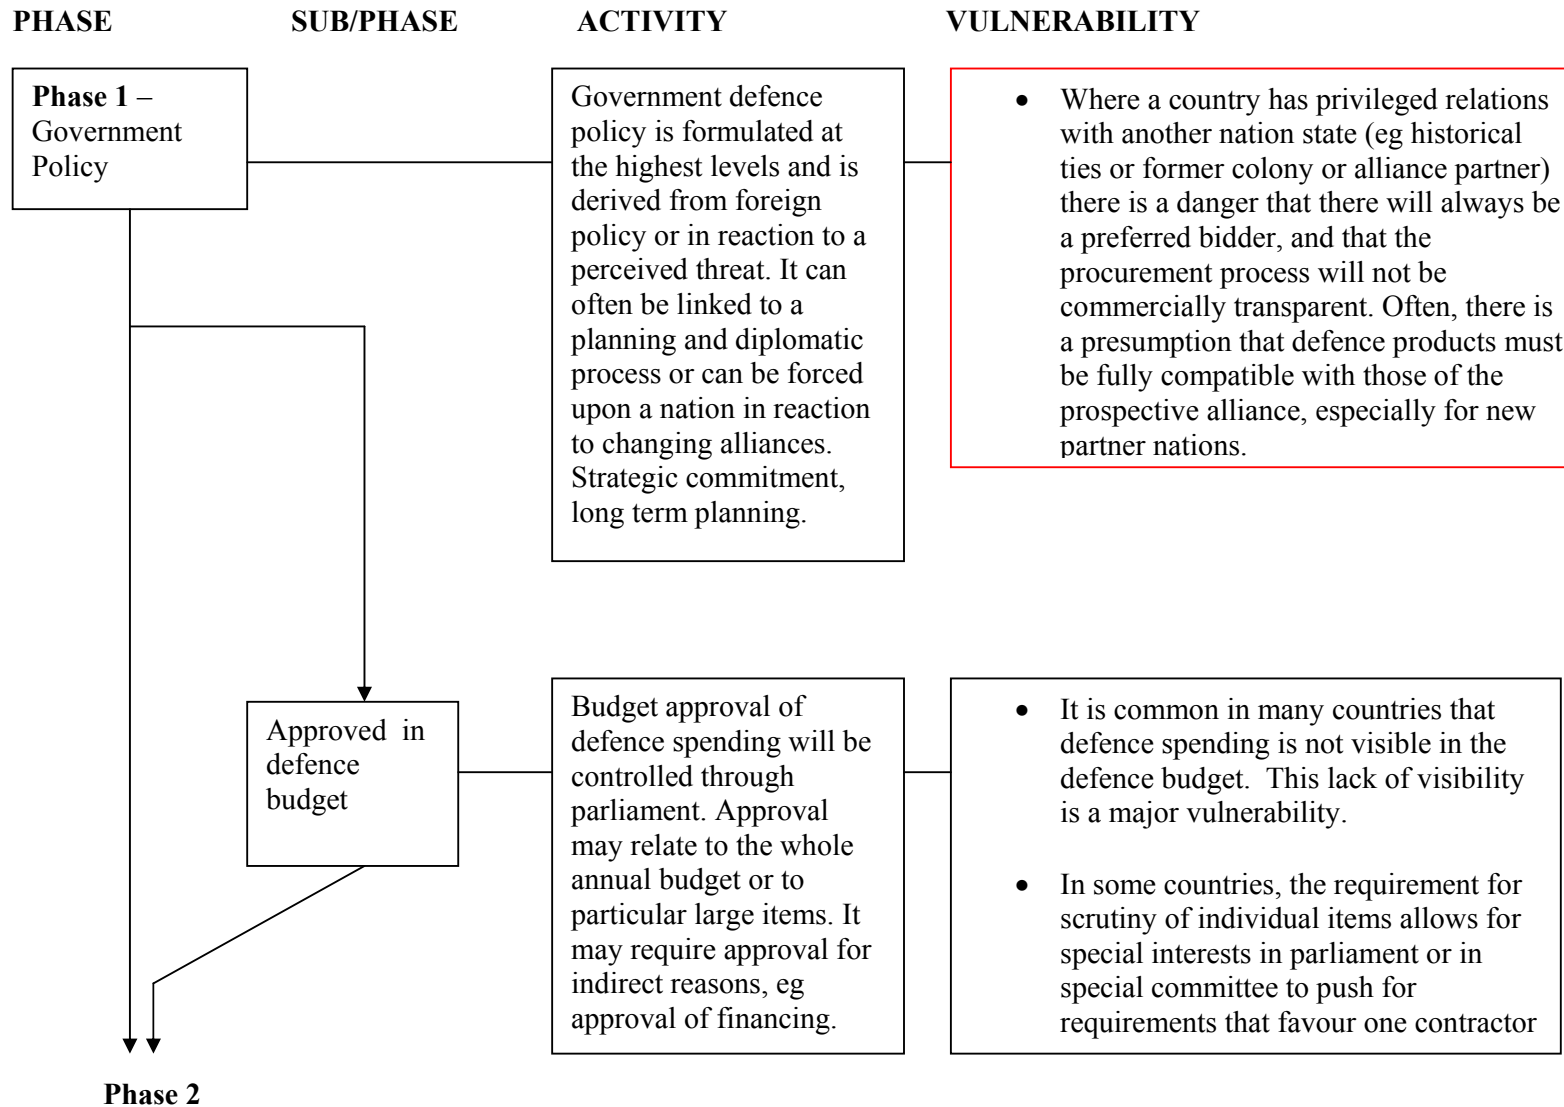 PHASE SUB/PHASE ACTIVITY VULNERABILITY
Phase 1 –
Government
Policy
Government defence
policy is formulated at
the highest levels and is
derived from foreign
policy or in reaction to a
perceived threat. It can
often be linked to a
planning and diplomatic
process or can be forced
upon a nation in reaction
to changing alliances.
Strategic commitment,
long term planning.
• Where a country has privileged relations
with another nation state (eg historical
ties or former colony or alliance partner)
there is a danger that there will always be
a preferred bidder, and that the
procurement process will not be
commercially transparent. Often, there is
a presumption that defence products must
be fully compatible with those of the
prospective alliance, especially for new
partner nations.
Approved in
defence
budget
Budget approval of
defence spending will be
controlled through
parliament. Approval
may relate to the whole
annual budget or to
particular large items. It
may require approval for
indirect reasons, eg
approval of financing.
• It is common in many countries that
defence spending is not visible in the
defence budget. This lack of visibility
is a major vulnerability.
• In some countries, the requirement for
scrutiny of individual items allows for
special interests in parliament or in
special committee to push for
requirements that favour one contractor
Phase 2